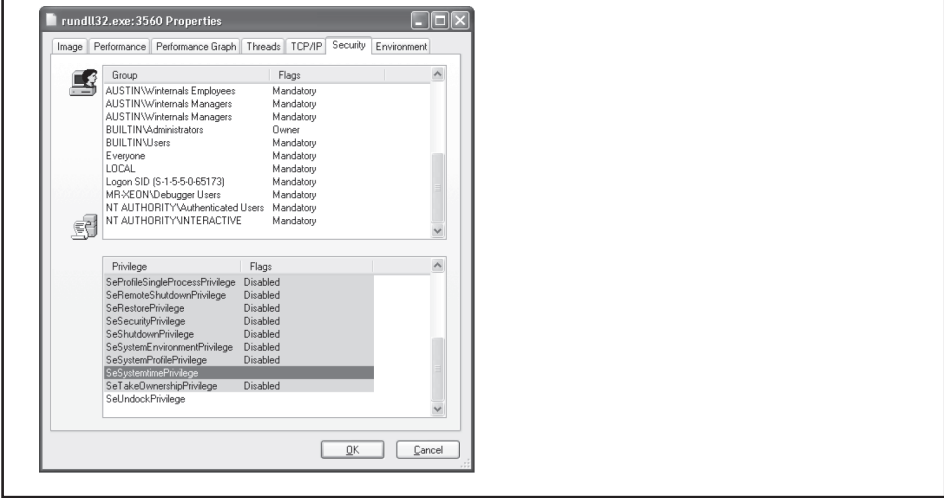 rundll32.exe:3560 Properties
Image Performance Performance Graph Threads TCP/IP Security Environment
Group Flags
AUSTIN\Winternals Employees Mandatory
AUSTIN\Winternals Managers Mandatory
AUSTIN\Winternals Managers Mandatory
BUILTIN\Administrators Owner
BUILTIN\Users Mandatory
Everyone Mandatory
LOCAL Mandatory
Logon SID (S-1-5-5-0-65173) Mandatory
MR-XEON\Debugger Users Mandatory
NT AUTHORITY\Authenticated Users Mandatory
NT AUTHORITY\INTERACTIVE Mandatory
Privilege Flags
SeProfileSingleProcessPrivilege Disabled
SeRemoteShutdownPrivilege Disabled
SeRestorePrivilege Disabled
SeSecurityPrivilege Disabled
SeShutdownPrivilege Disabled
SeSystemEnvironmentPrivilege Disabled
SeSystemProfilePrivilege Disabled
SeSystemtimePrivilege
SeTakeOwnershipPrivilege Disabled
SeUndockPrivilege
OK Cancel